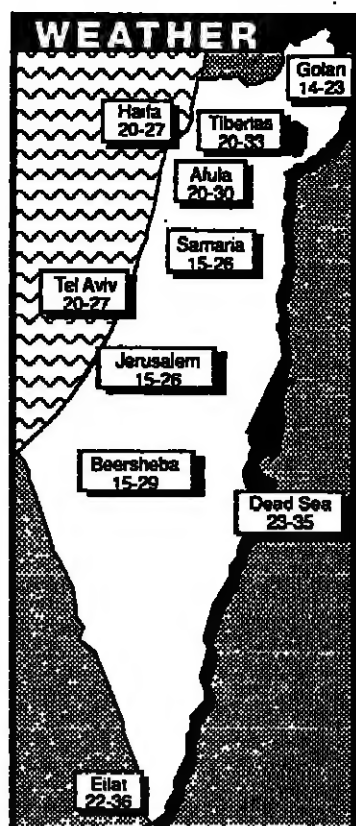 WEATHER
Golan
14-23
Haifa
20-27
Tiberias
20-33
Afula
20-30
Samaria
15-26
Tel Aviv
20-27
Jerusalem
15-26
Beersheba
15-29
Dead Sea
23-35
Eilat
22-36